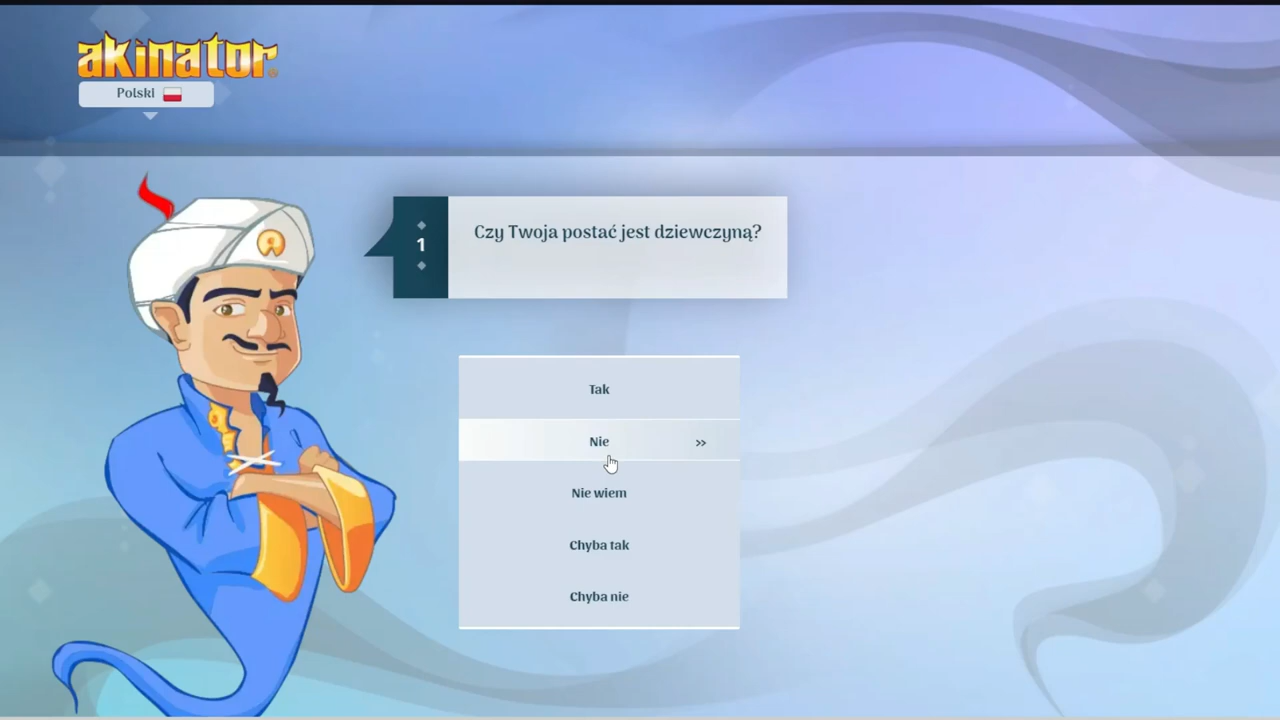 akinator
Polski
1
Czy Twoja postać jest dziewczyną?
Tak
Nie
Nie wiem
Chyba tak
Chyba nie